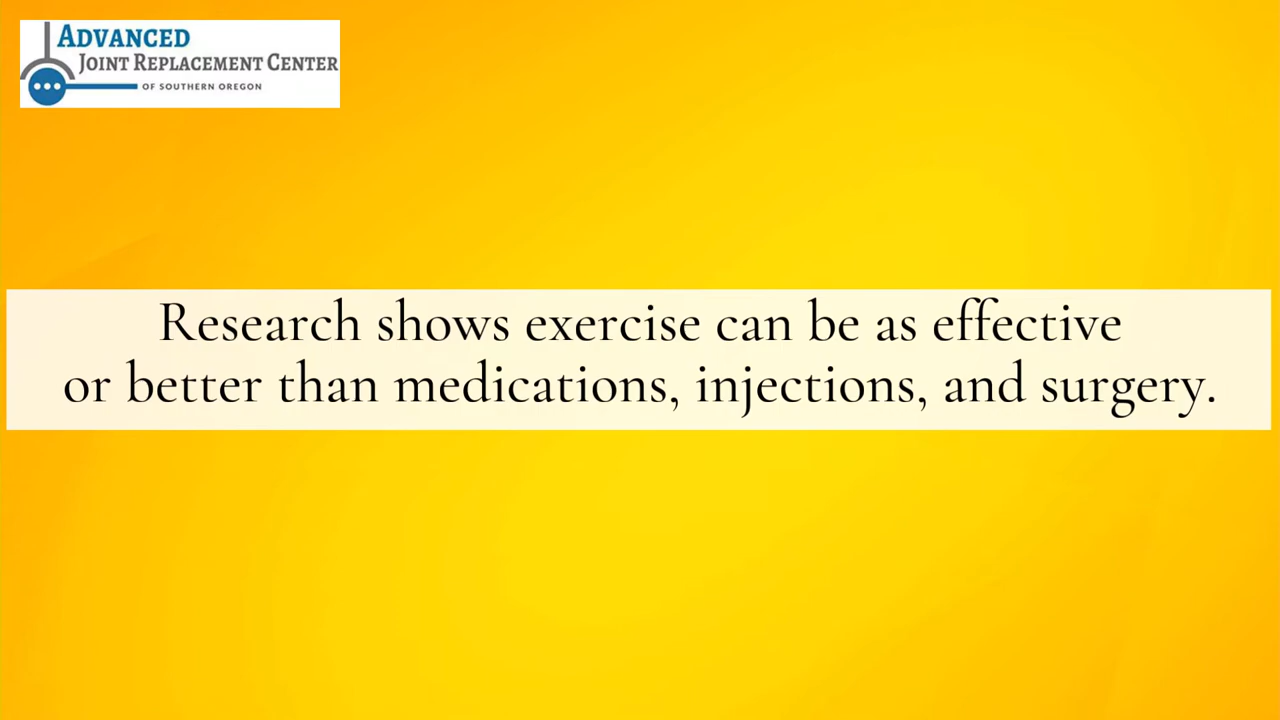 ADVANCED
JOINT REPLACEMENT CENTER
OF SOUTHERN OREGON
Research shows exercise can be as effective
or better than medications, injections, and surgery.